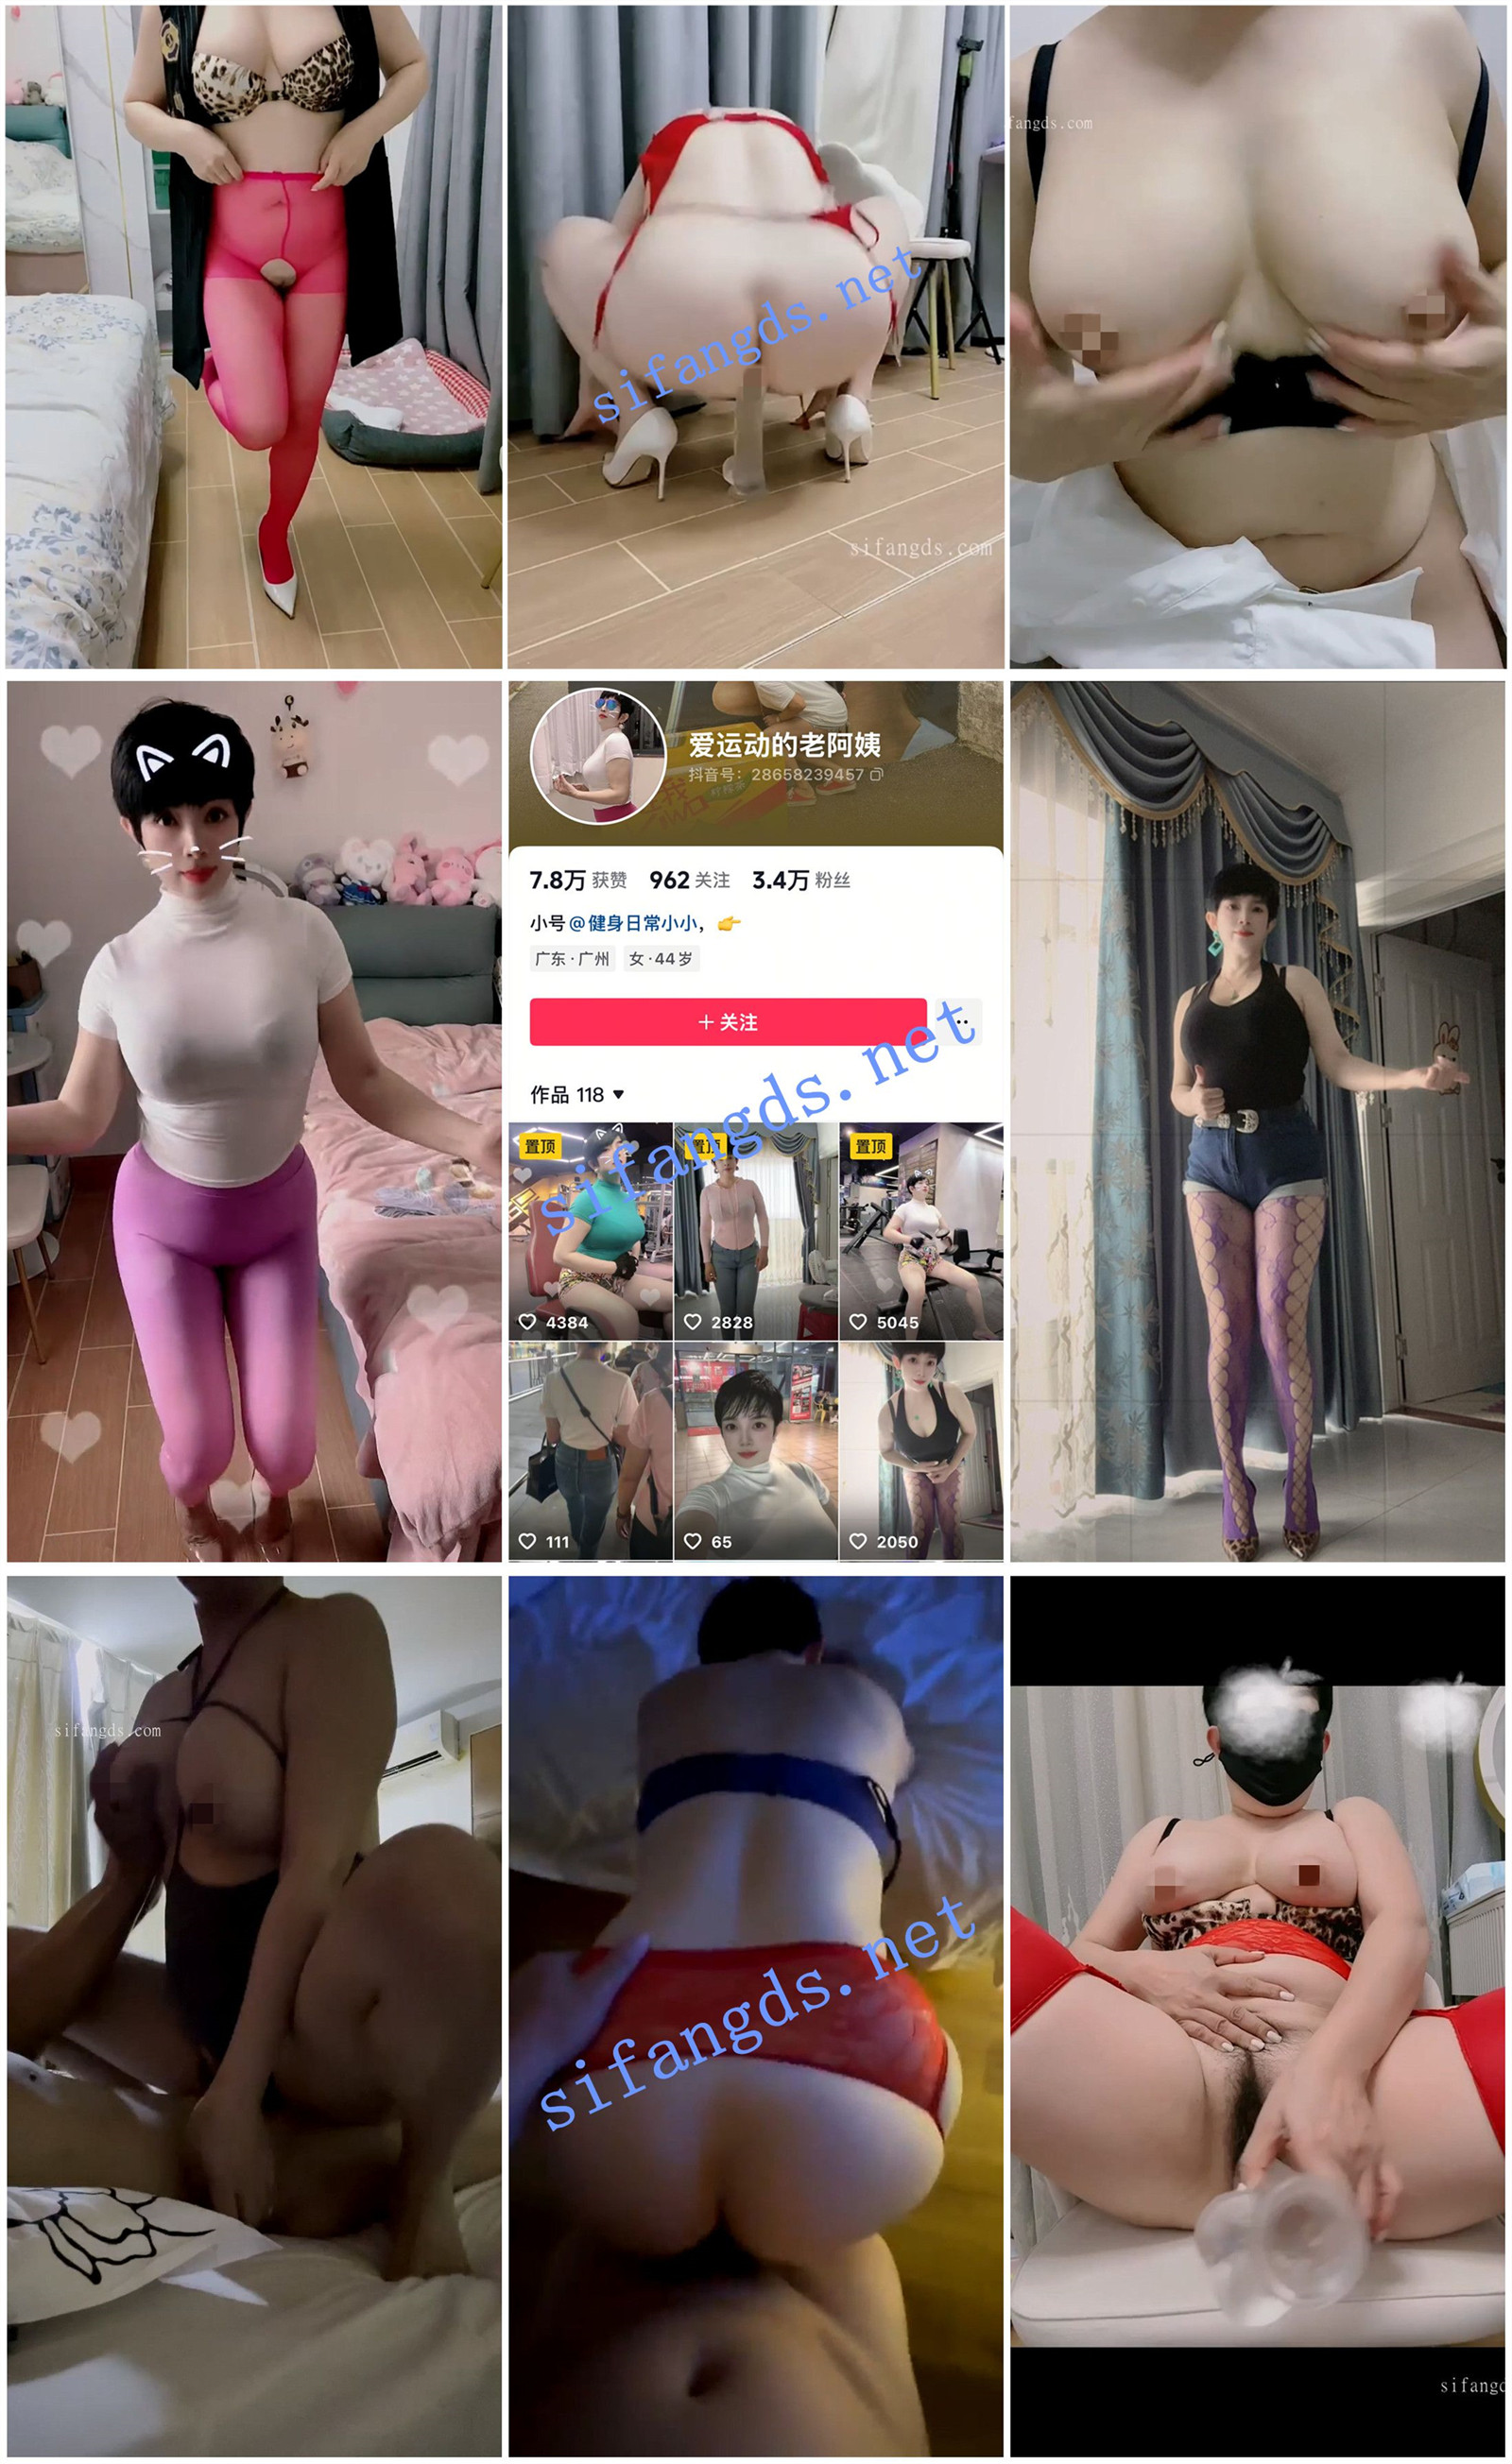 fangds.com
sifangds.net
sifangds.com
爱运动的老阿姨
抖音号：28658239457
7.8万 获赞 962 关注 3.4万 粉丝
小号@健身日常小小，👉
广东·广州 女·44岁
＋关注
sifangds.net
作品 118 ▼
置顶 置顶 置顶
4384 2828 5045
111 65 2050
sifangds.com
sifangds.net
sifangd